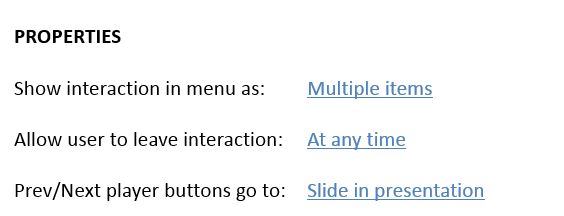 PROPERTIES
Show interaction in menu as: Multiple items
Allow user to leave interaction: At any time
Prev/Next player buttons go to: Slide in presentation